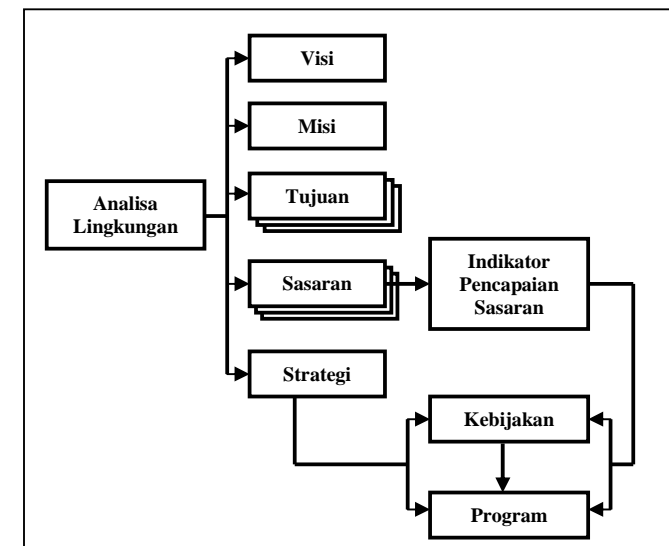 Visi
Misi
Analisa
Lingkungan
Tujuan
Sasaran
Indikator
Pencapaian
Sasaran
Strategi
Kebijakan
Program